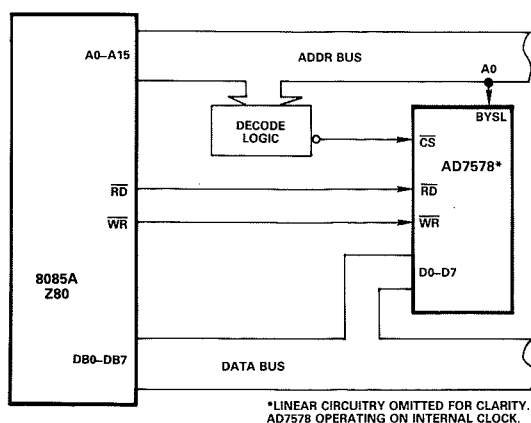 A0–A15
ADDR BUS
A0
BYSL
DECODE
LOGIC
CS
AD7578*
RD
RD
WR
WR
8085A
Z80
D0–D7
DB0–DB7
DATA BUS
*LINEAR CIRCUITRY OMITTED FOR CLARITY.
AD7578 OPERATING ON INTERNAL CLOCK.